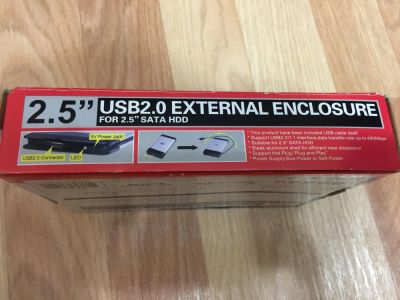 2.5"
USB2.0 EXTERNAL ENCLOSURE
FOR 2.5" SATA HDD
5V Power Jack
USB2.0 Connector
LED
* This product have been included USB cable itself
* Support USB2.0/1.1 interface data transfer rate up to 480Mbps
* Suitable for 2.5" SATA HDD
* Sleek aluminum shell for efficient heat dissipation
* Support Hot Plug,"Plug and Play"
* Power Supply:Bus-Power or Self-Power